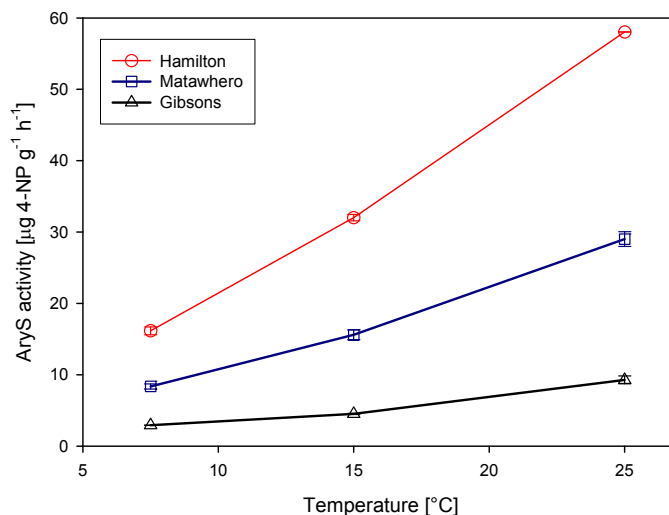 60
50
40
30
20
10
0
AryS activity [µg 4-NP g⁻¹ h⁻¹]
Hamilton
Matawhero
Gibsons
5
10
15
20
25
Temperature [°C]